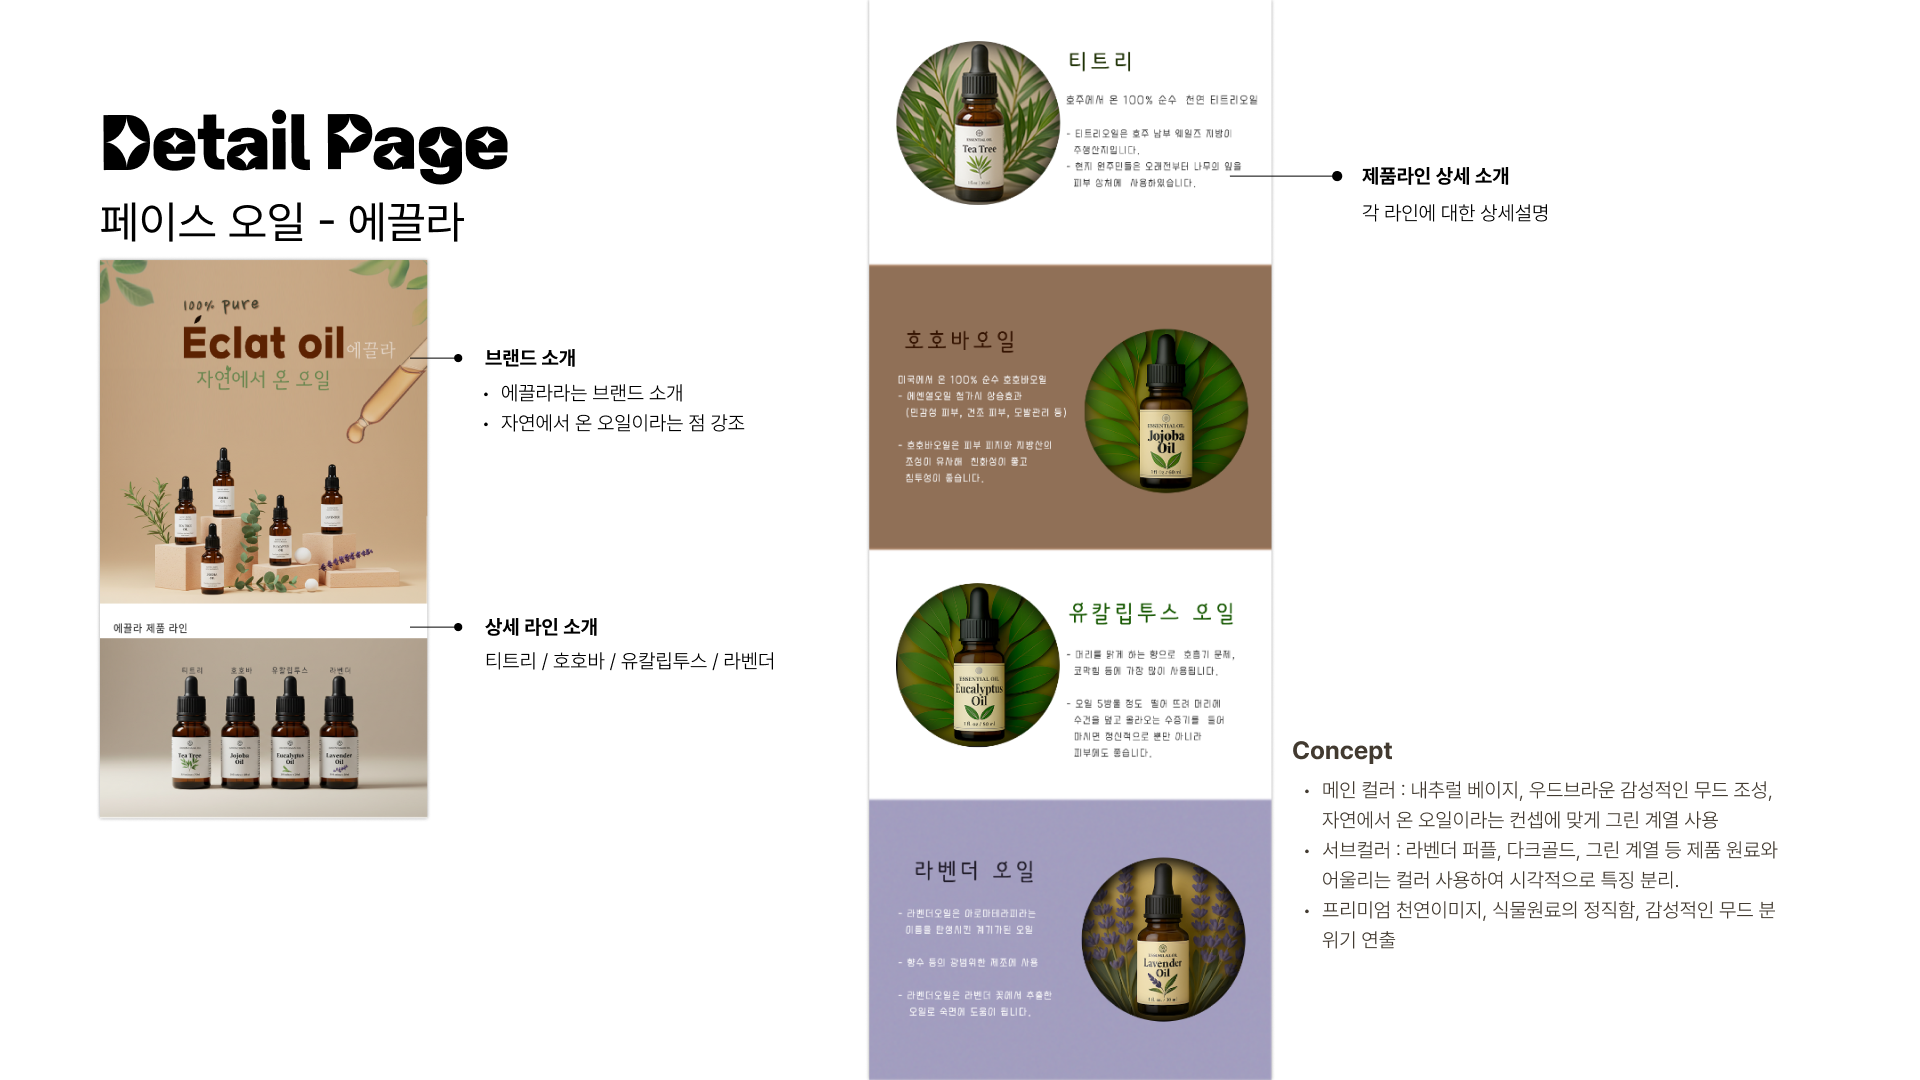 Detail Page
페이스 오일 - 에끌라
100% pure
Éclat oil 에끌라
자연에서 온 오일
에끌라 제품 라인
티트리
호호바
유칼립투스
라벤더
Tea Tree
Jojoba
Oil
Eucalyptus
Oil
Lavender
Oil
브랜드 소개
• 에끌라라는 브랜드 소개
• 자연에서 온 오일이라는 점 강조
상세 라인 소개
티트리 / 호호바 / 유칼립투스 / 라벤더
ESSENTIAL OIL
Tea Tree
티트리
호주에서 온 100% 순수 천연 티트리오일
- 티트리오일은 호주 남부 웨일즈 지방이
주생산지입니다.
- 현지 원주민들은 오래전부터 나무의 잎을
피부 상처에 사용하였습니다.
호호바오일
미국에서 온 100% 순수 호호바오일
- 에센셜오일 첨가시 상승효과
(민감성 피부, 건조 피부, 모발관리 등)
- 호호바오일은 피부 피지와 지방산의
조성이 유사해 친화성이 좋고
침투성이 좋습니다.
ESSENTIAL OIL
Jojoba
Oil
ESSENTIAL OIL
Eucalyptus
Oil
유칼립투스 오일
- 머리를 맑게 하는 향으로 호흡기 문제,
코막힘 등에 가장 많이 사용됩니다.
- 오일 5방울 정도 떨어 뜨려 머리에
수건을 덮고 올라오는 수증기를 들어
마시면 정신적으로 뿐만 아니라
피부에도 좋습니다.
라벤더 오일
- 라벤더오일은 아로마테라피라는
이름을 탄생시킨 계기가된 오일
- 향수 등의 광범위한 제조에 사용
- 라벤더오일은 라벤더 꽃에서 추출한
오일로 숙면에 도움이 됩니다.
Lavender
Oil
제품라인 상세 소개
각 라인에 대한 상세설명
Concept
• 메인 컬러 : 내추럴 베이지, 우드브라운 감성적인 무드 조성,
자연에서 온 오일이라는 컨셉에 맞게 그린 계열 사용
• 서브컬러 : 라벤더 퍼플, 다크골드, 그린 계열 등 제품 원료와
어울리는 컬러 사용하여 시각적으로 특징 분리.
• 프리미엄 천연이미지, 식물원료의 정직함, 감성적인 무드 분
위기 연출